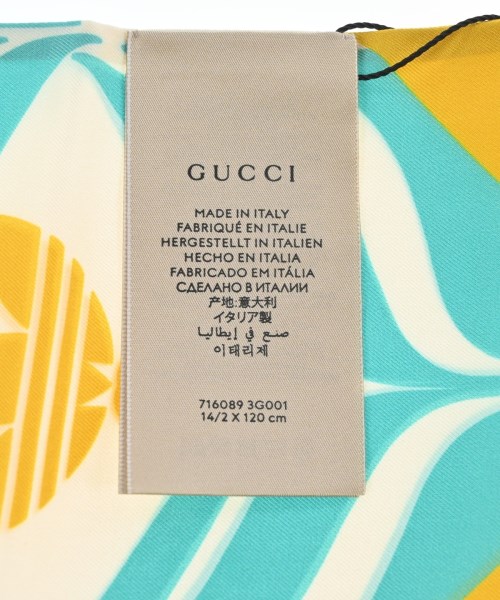 GUCCI
MADE IN ITALY
FABRIQUÉ EN ITALIE
HERGESTELLT IN ITALIEN
HECHO EN ITALIA
FABRICADO EM ITÁLIA
СДЕЛАНО В ИТАЛИИ
产地:意大利
イタリア製
صنع في إيطاليا
이태리제
716089 3G001
14/2 X 120 cm